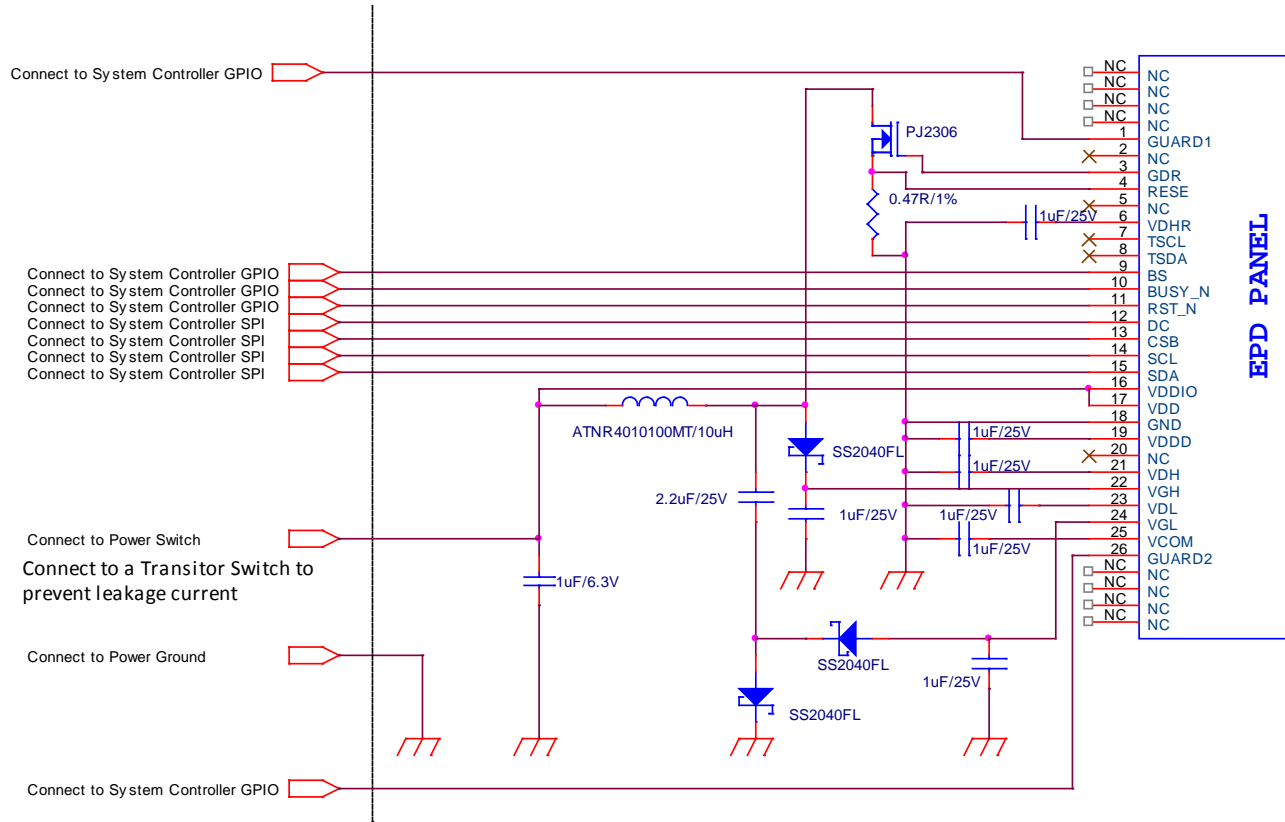 Connect to System Controller GPIO
PJ2306
0.47R/1%
1uF/25V
Connect to System Controller GPIO
Connect to System Controller GPIO
Connect to System Controller GPIO
Connect to System Controller SPI
Connect to System Controller SPI
Connect to System Controller SPI
Connect to System Controller SPI
ATNR4010100MT/10uH
SS2040FL
2.2uF/25V
1uF/25V
1uF/25V
1uF/25V
1uF/25V
1uF/25V
Connect to Power Switch
Connect to a Transitor Switch to
prevent leakage current
1uF/6.3V
Connect to Power Ground
SS2040FL
SS2040FL
1uF/25V
Connect to System Controller GPIO
NC NC
NC NC
NC NC
NC NC
1 GUARD1
2 NC
3 GDR
4 RESE
5 NC
6 VDHR
7 TSCL
8 TSDA
9 BS
10 BUSY_N
11 RST_N
12 DC
13 CSB
14 SCL
15 SDA
16 VDDIO
17 VDD
18 GND
19 VDDD
20 NC
21 VDH
22 VGH
23 VDL
24 VGL
25 VCOM
26 GUARD2
NC NC
NC NC
NC NC
NC NC
EPD PANEL